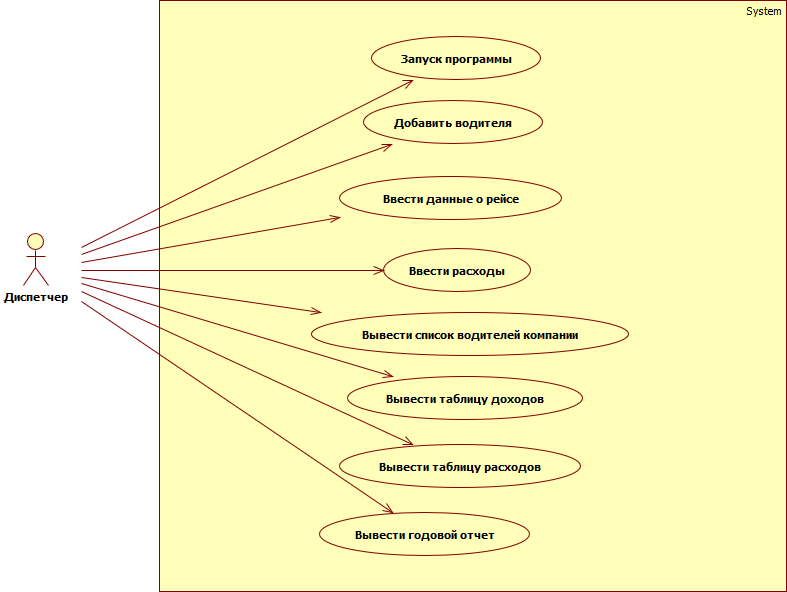 System
Запуск программы
Добавить водителя
Ввести данные о рейсе
Ввести расходы
Диспетчер
Вывести список водителей компании
Вывести таблицу доходов
Вывести таблицу расходов
Вывести годовой отчет